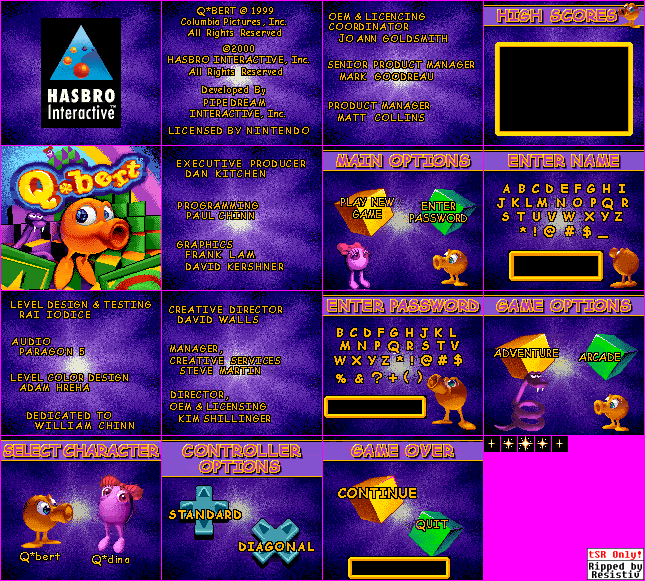 HASBRO
Interactive™
Q*BERT © 1999
Columbia Pictures, Inc.
All Rights Reserved
©2000
HASBRO INTERACTIVE, Inc.
All Rights Reserved
Developed By
PIPE DREAM
INTERACTIVE, Inc.
LICENSED BY NINTENDO
OEM & LICENCING
COORDINATOR
JO ANN GOLDSMITH
SENIOR PRODUCT MANAGER
MARK GOODREAU
PRODUCT MANAGER
MATT COLLINS
HIGH SCORES
Q*bert
EXECUTIVE PRODUCER
DAN KITCHEN
PROGRAMMING
PAUL CHINN
GRAPHICS
FRANK LAM
DAVID KERSHNER
MAIN OPTIONS
PLAY NEW
GAME
ENTER
PASSWORD
ENTER NAME
A B C D E F G H I
J K L M N O P Q R
S T U V W X Y Z
* ! @ # $ _
LEVEL DESIGN & TESTING
RAI IODICE
AUDIO
PARAGON 5
LEVEL COLOR DESIGN
ADAM HREHA
DEDICATED TO
WILLIAM CHINN
CREATIVE DIRECTOR
DAVID WALLS
MANAGER,
CREATIVE SERVICES
STEVE MARTIN
DIRECTOR,
OEM & LICENSING
KIM SHILLINGER
ENTER PASSWORD
B C D F G H J K L
M N P Q R S T V
W X Y Z * ! @ # $
% & ? + ( )
GAME OPTIONS
ADVENTURE
ARCADE
SELECT CHARACTER
Q*bert
Q*dina
CONTROLLER
OPTIONS
STANDARD
DIAGONAL
GAME OVER
CONTINUE
QUIT
tSR Only!
Ripped by
Resistiv